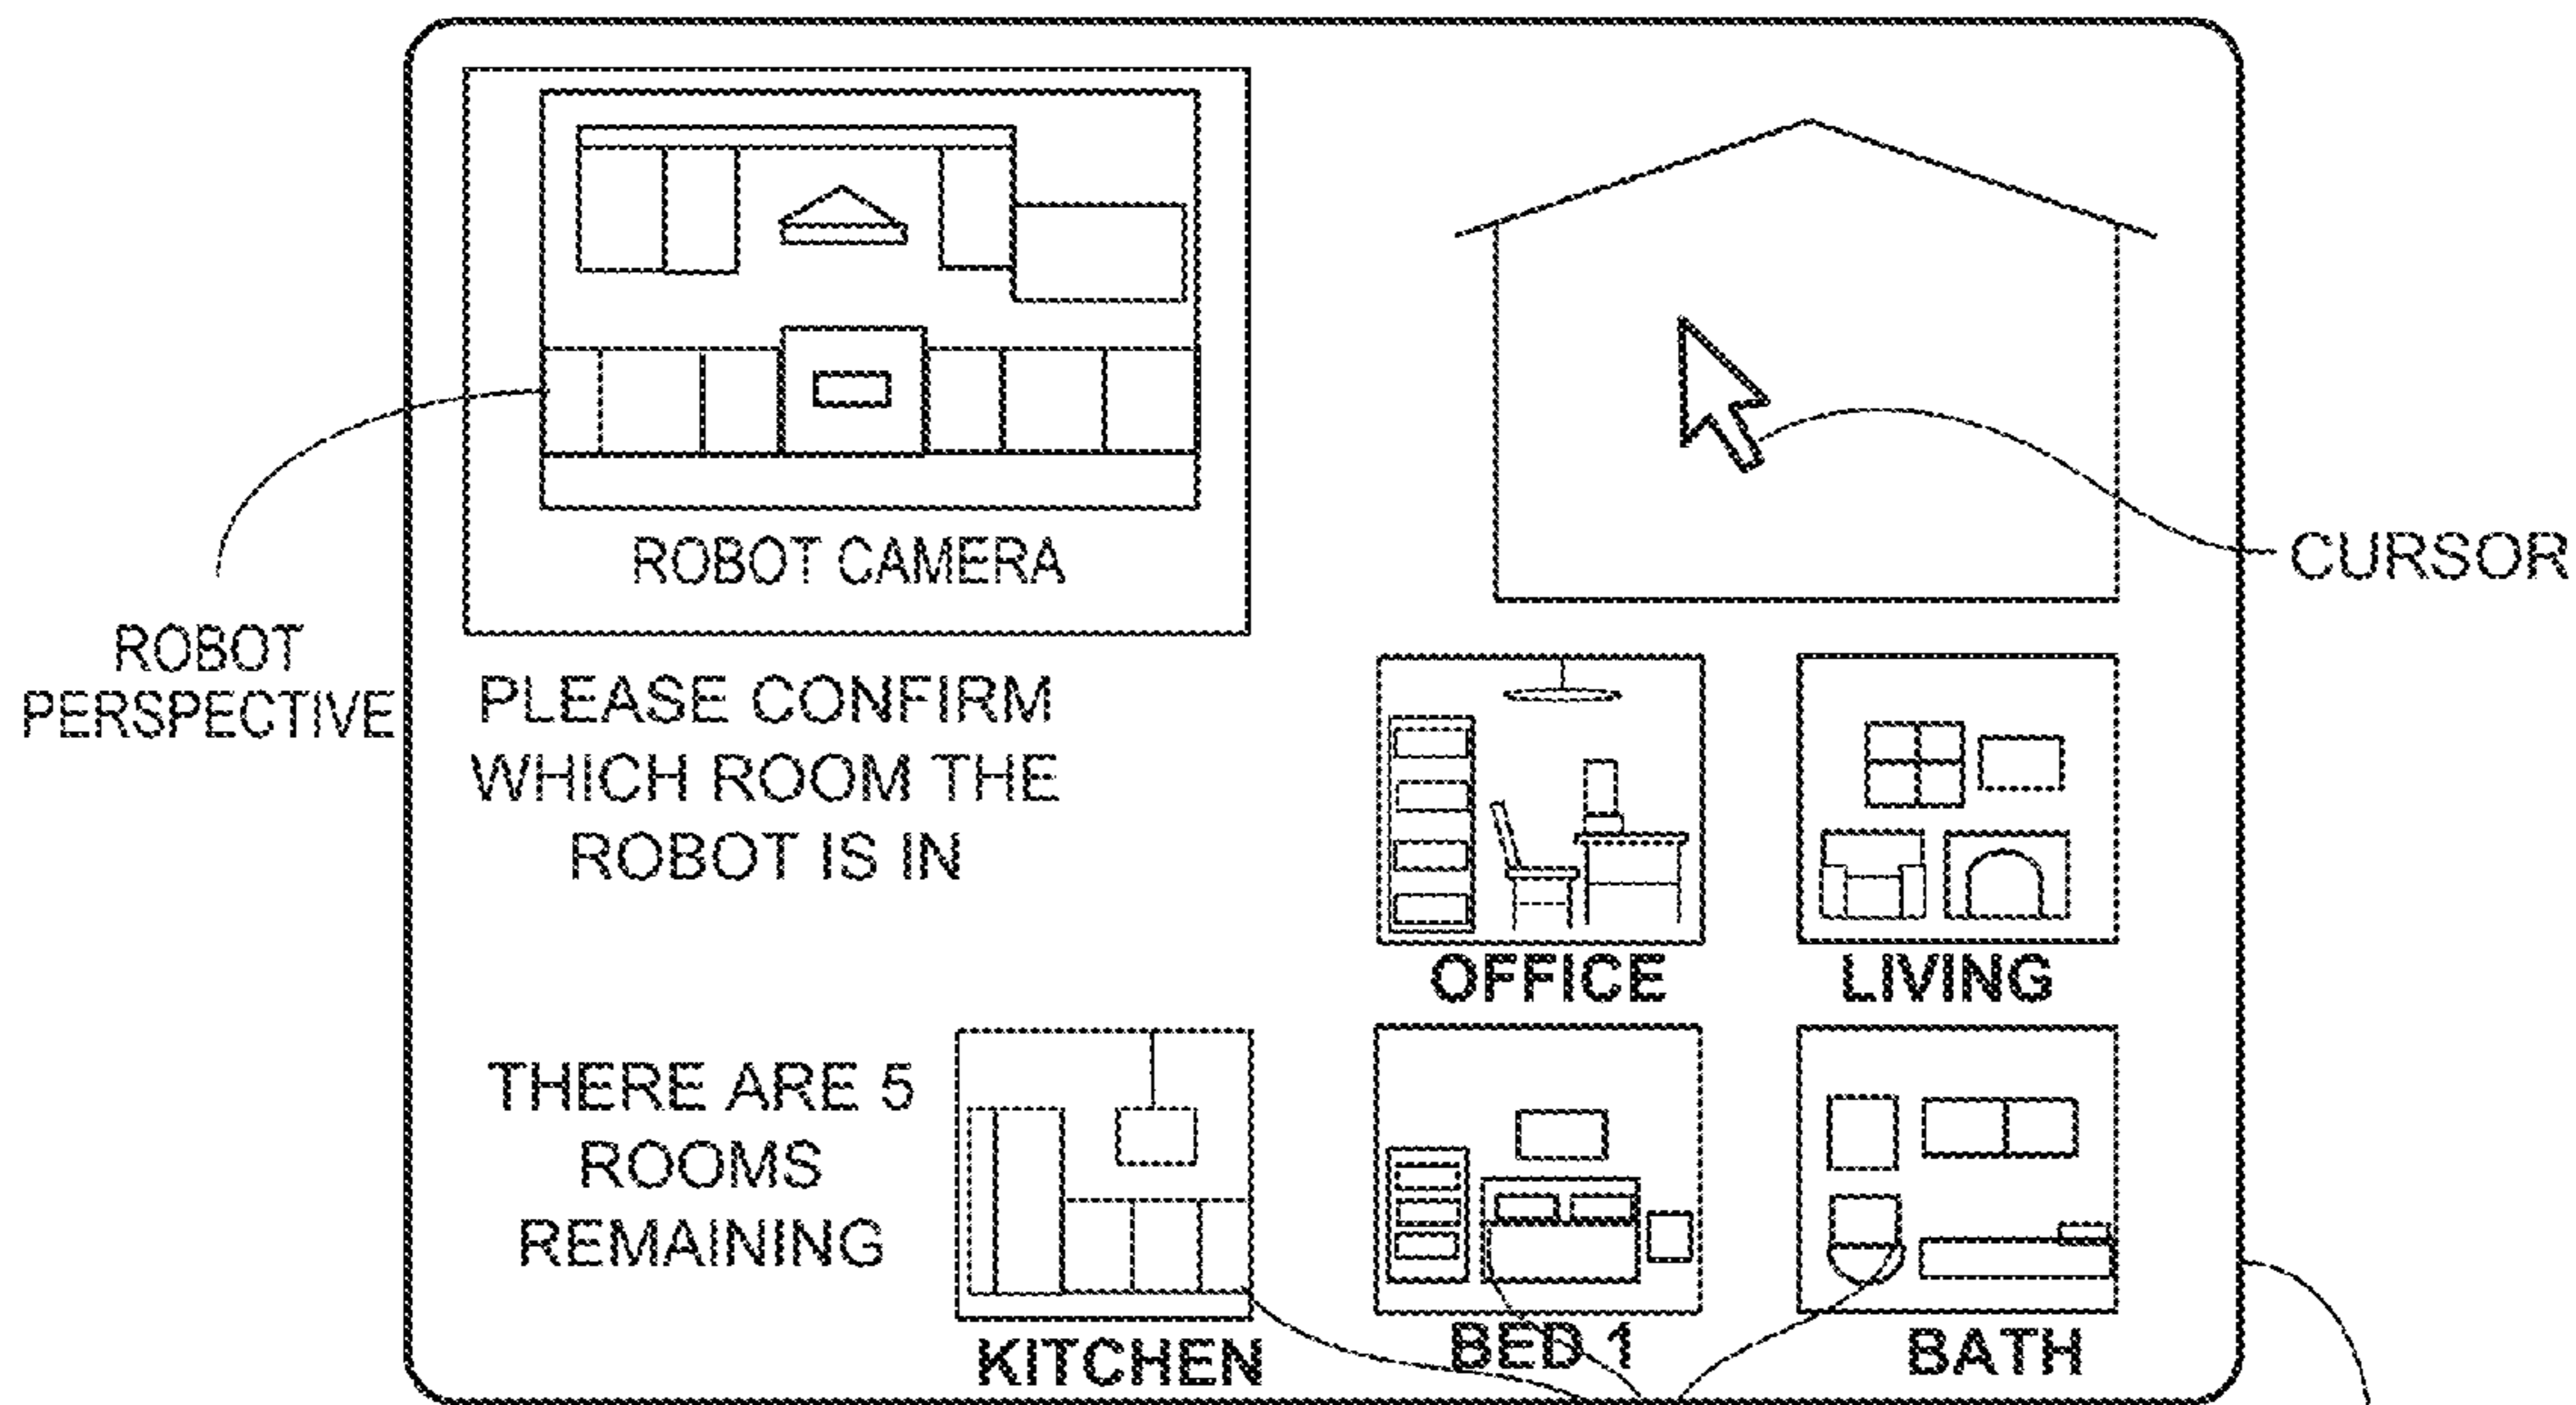 ROBOT CAMERA
CURSOR
ROBOT
PERSPECTIVE
PLEASE CONFIRM
WHICH ROOM THE
ROBOT IS IN
OFFICE
LIVING
THERE ARE 5
ROOMS
REMAINING
KITCHEN
BED 1
BATH